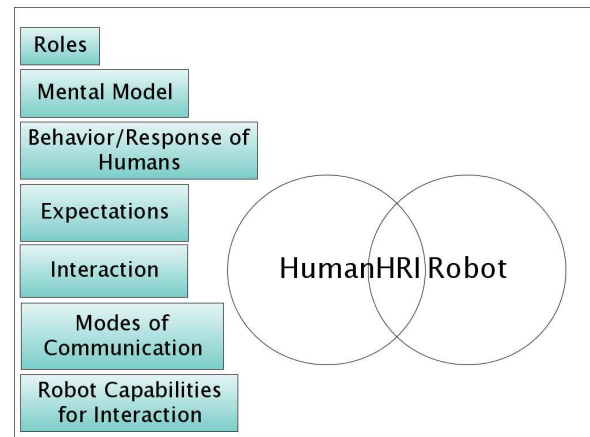 Roles
Mental Model
Behavior/Response of
Humans
Expectations
Interaction
Modes of
Communication
Robot Capabilities
for Interaction
Human HRI Robot